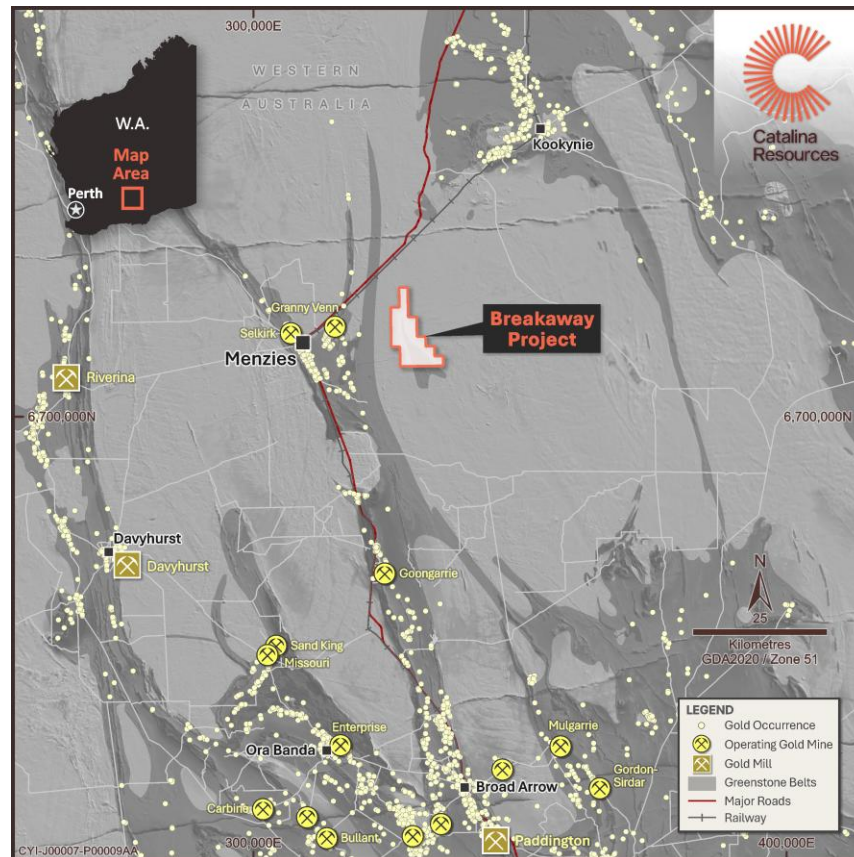 300,000E
WESTERN
AUSTRALIA
W.A.
Map
Area
Perth
Catalina
Resources
Kookynie
Granny Venn
Selkirk
Menzies
Breakaway
Project
Riverina
6,700,000N
6,700,000N
Davyhurst
Davyhurst
Goongarrie
N
25
Kilometres
GDA2020 / Zone 51
Sand King
Missouri
Enterprise
Ora Banda
Mulgarrie
Gordon-
Sirdar
Broad Arrow
Carbine
Bullant
Paddington
LEGEND
Gold Occurrence
Operating Gold Mine
Gold Mill
Greenstone Belts
Major Roads
Railway
CYI-J00007-P00009AA
300,000E
400,000E